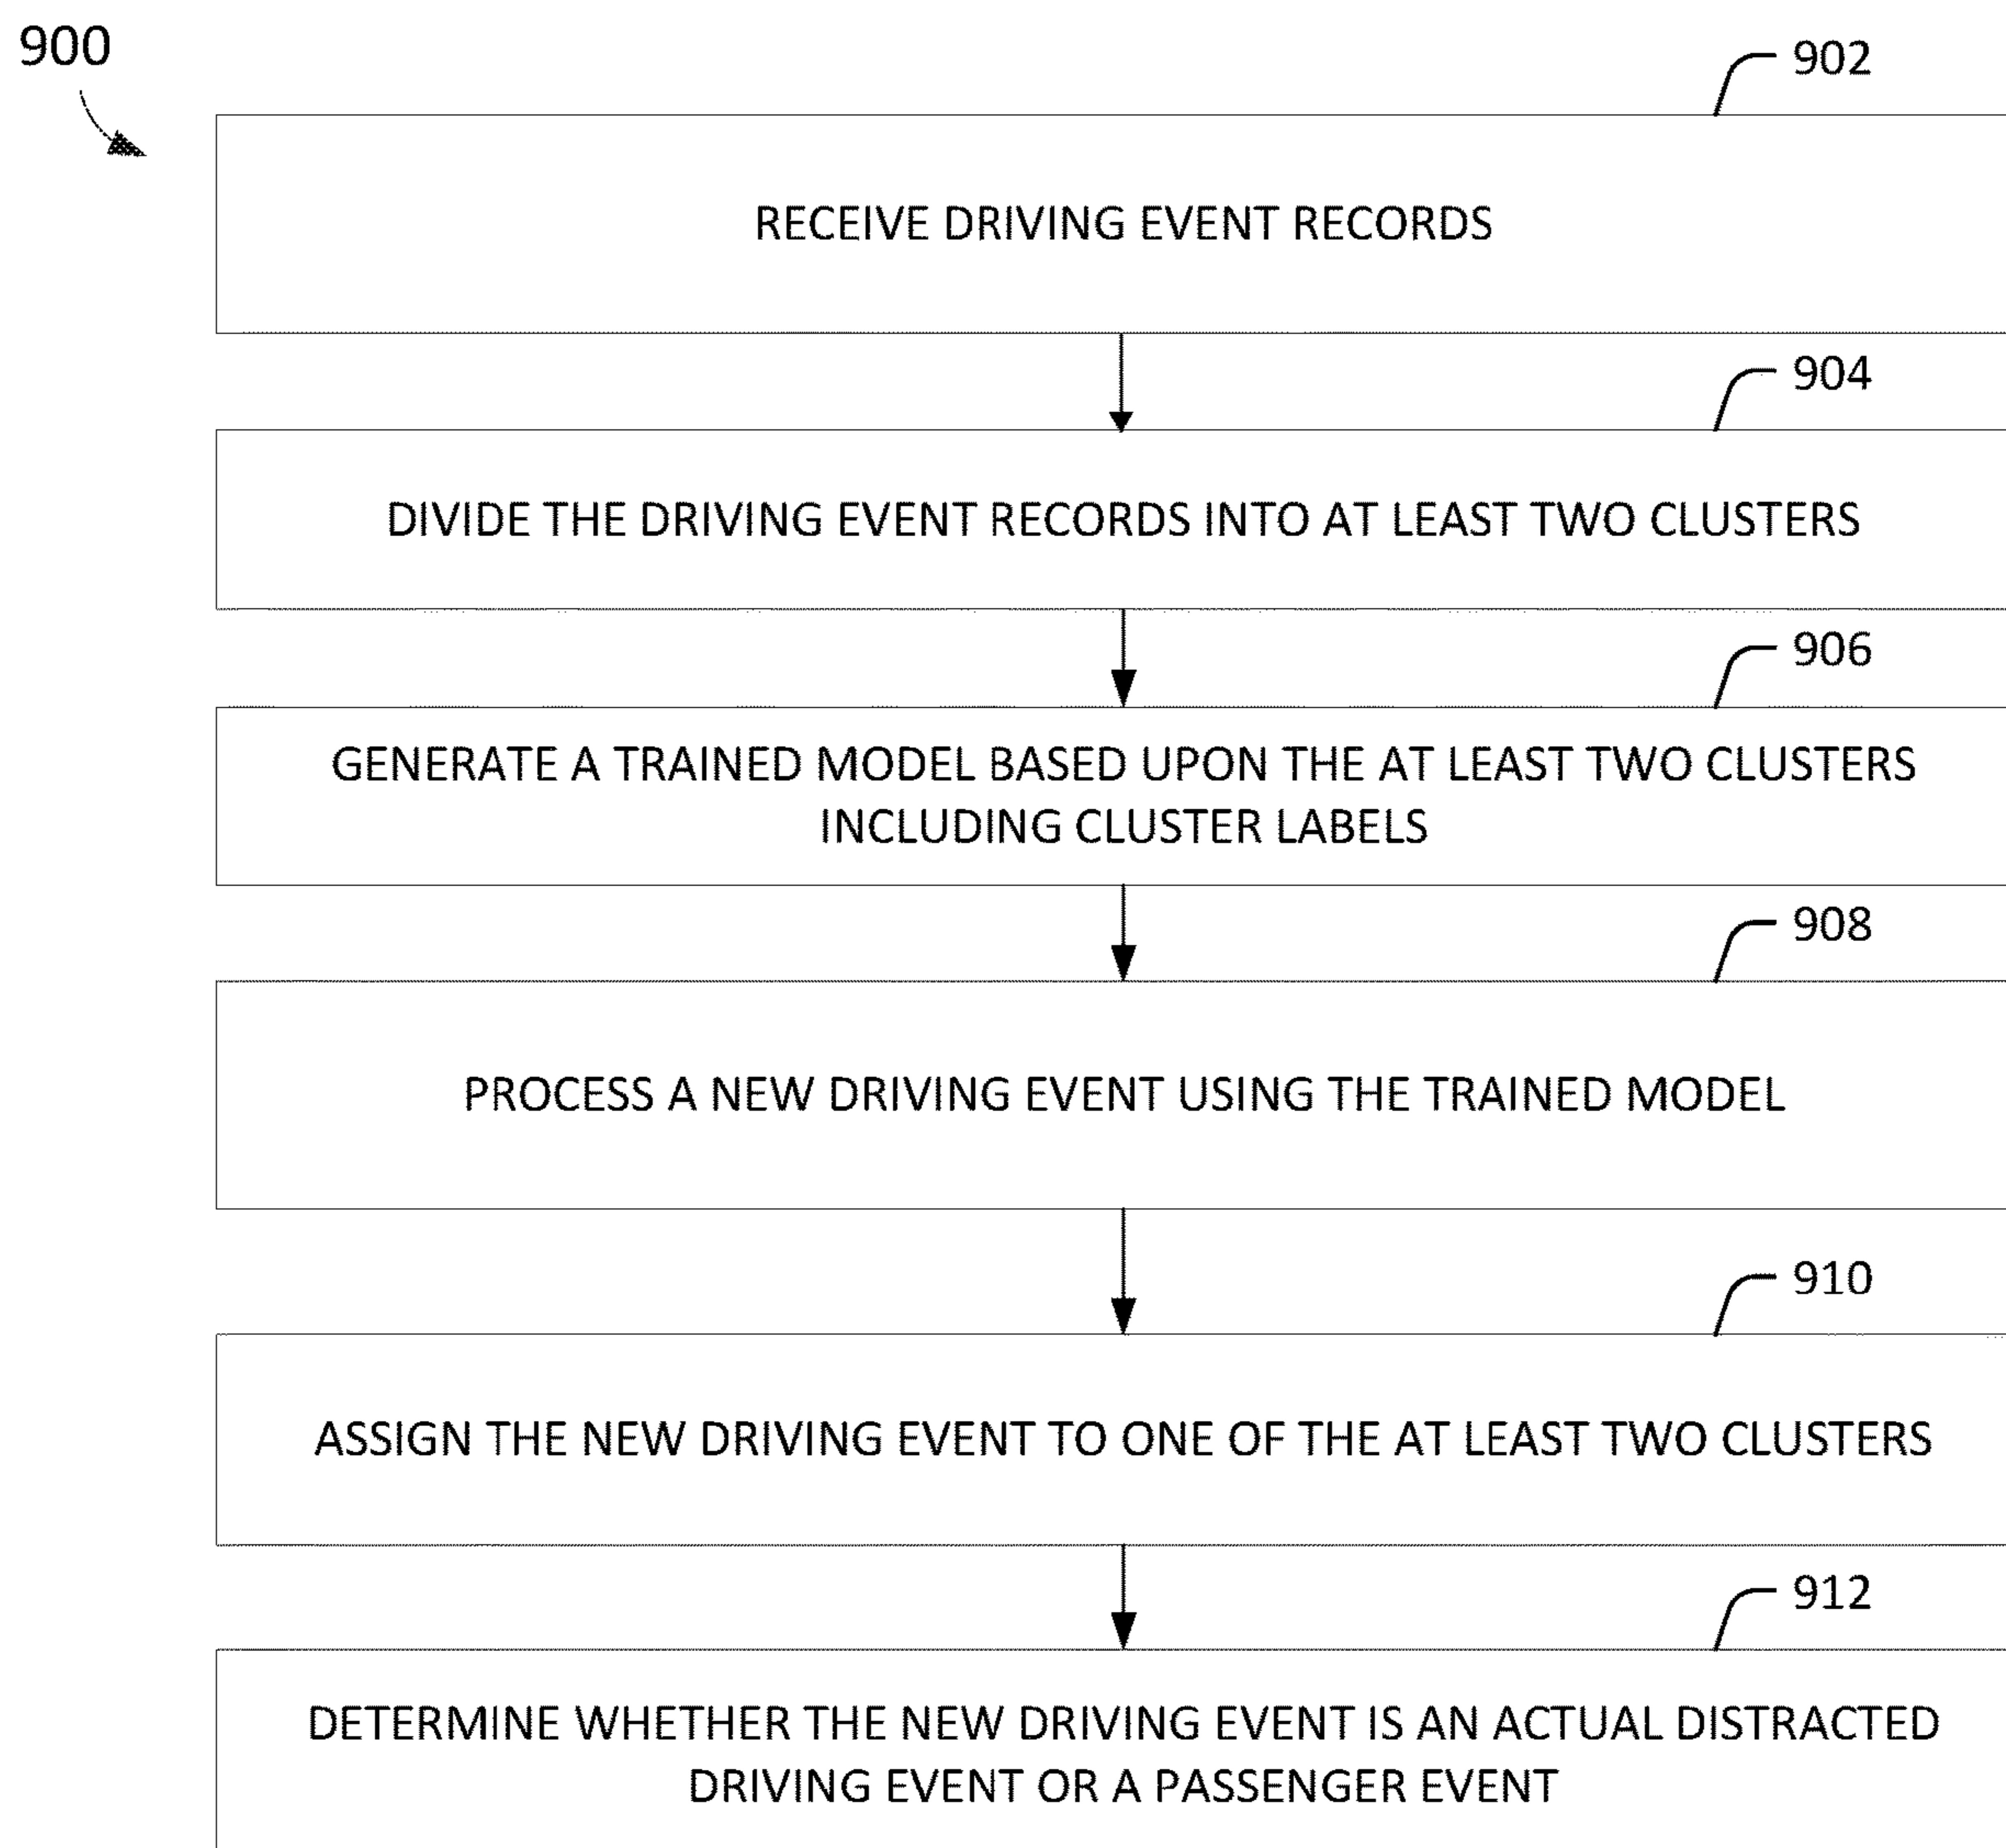 900
902
RECEIVE DRIVING EVENT RECORDS
904
DIVIDE THE DRIVING EVENT RECORDS INTO AT LEAST TWO CLUSTERS
906
GENERATE A TRAINED MODEL BASED UPON THE AT LEAST TWO CLUSTERS
INCLUDING CLUSTER LABELS
908
PROCESS A NEW DRIVING EVENT USING THE TRAINED MODEL
910
ASSIGN THE NEW DRIVING EVENT TO ONE OF THE AT LEAST TWO CLUSTERS
912
DETERMINE WHETHER THE NEW DRIVING EVENT IS AN ACTUAL DISTRACTED
DRIVING EVENT OR A PASSENGER EVENT